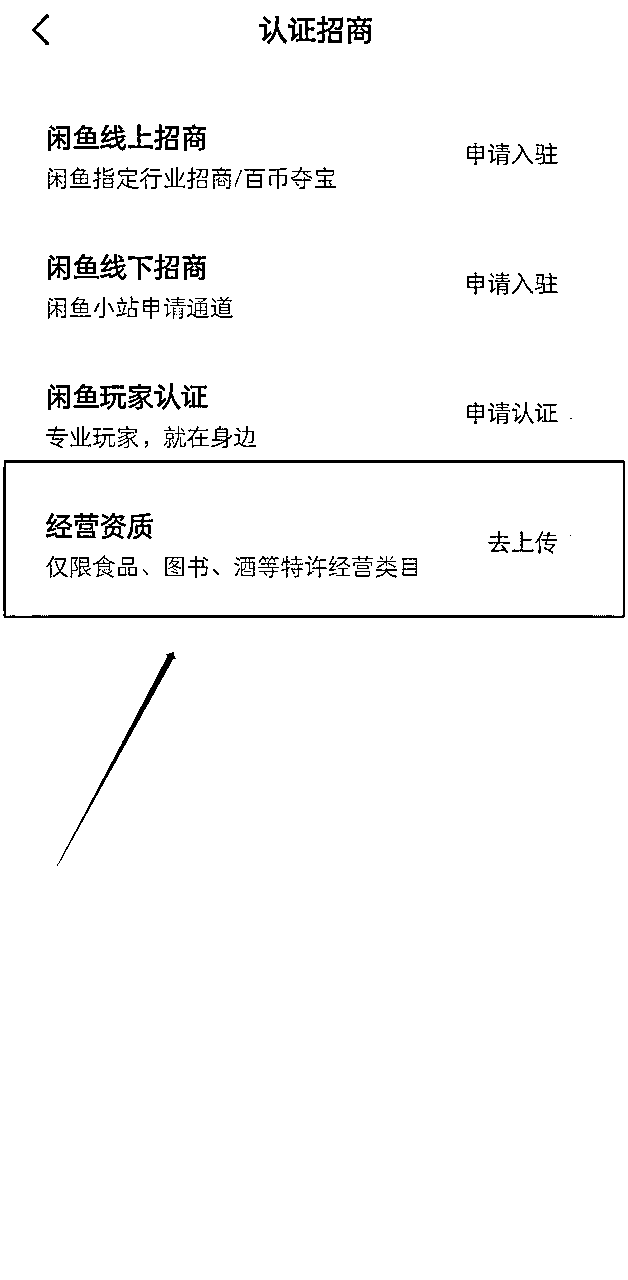 认证招商
闲鱼线上招商
申请入驻
闲鱼指定行业招商/百币夺宝
闲鱼线下招商
申请入驻
闲鱼小站申请通道
闲鱼玩家认证
申请认证
专业玩家，就在身边
经营资质
去上传
仅限食品、图书、酒等特许经营类目